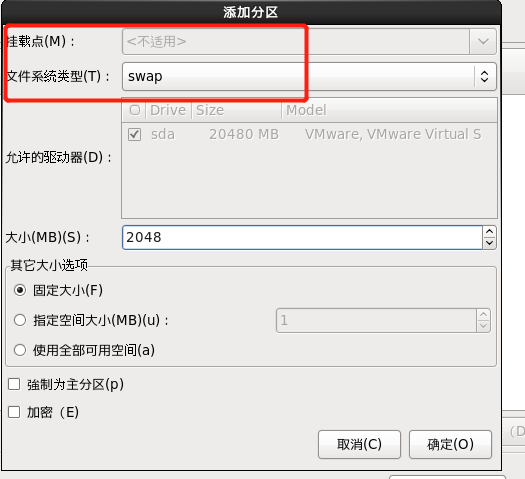 添加分区
挂载点(M)： <不适用>
文件系统类型(T)： swap
Drive Size Model
sda 20480 MB VMware, VMware Virtual S
允许的驱动器(D)：
大小(MB)(S)： 2048
其它大小选项
固定大小(F)
指定空间大小(MB)(u)： 1
使用全部可用空间(a)
強制为主分区(p)
加密（E)
取消(C) 确定(O)
(D